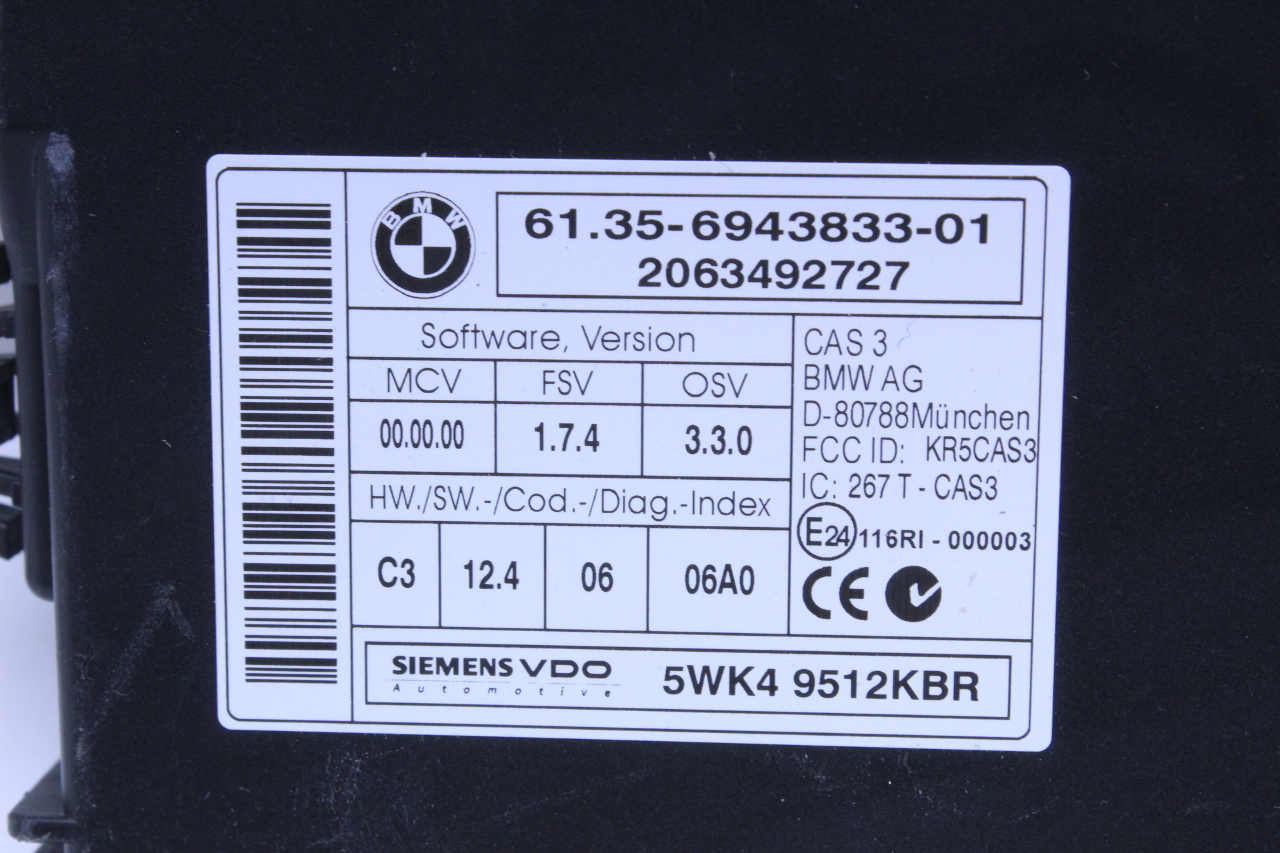 BMW
61.35-6943833-01
2063492727
Software, Version
MCV FSV OSV
00.00.00 1.7.4 3.3.0
HW./SW.-/Cod.-/Diag.-Index
C3 12.4 06 06A0
CAS 3
BMW AG
D-80788München
FCC ID: KR5CAS3
IC: 267 T - CAS3
E24 116RI - 000003
CE
SIEMENS VDO
Automotive
5WK4 9512KBR